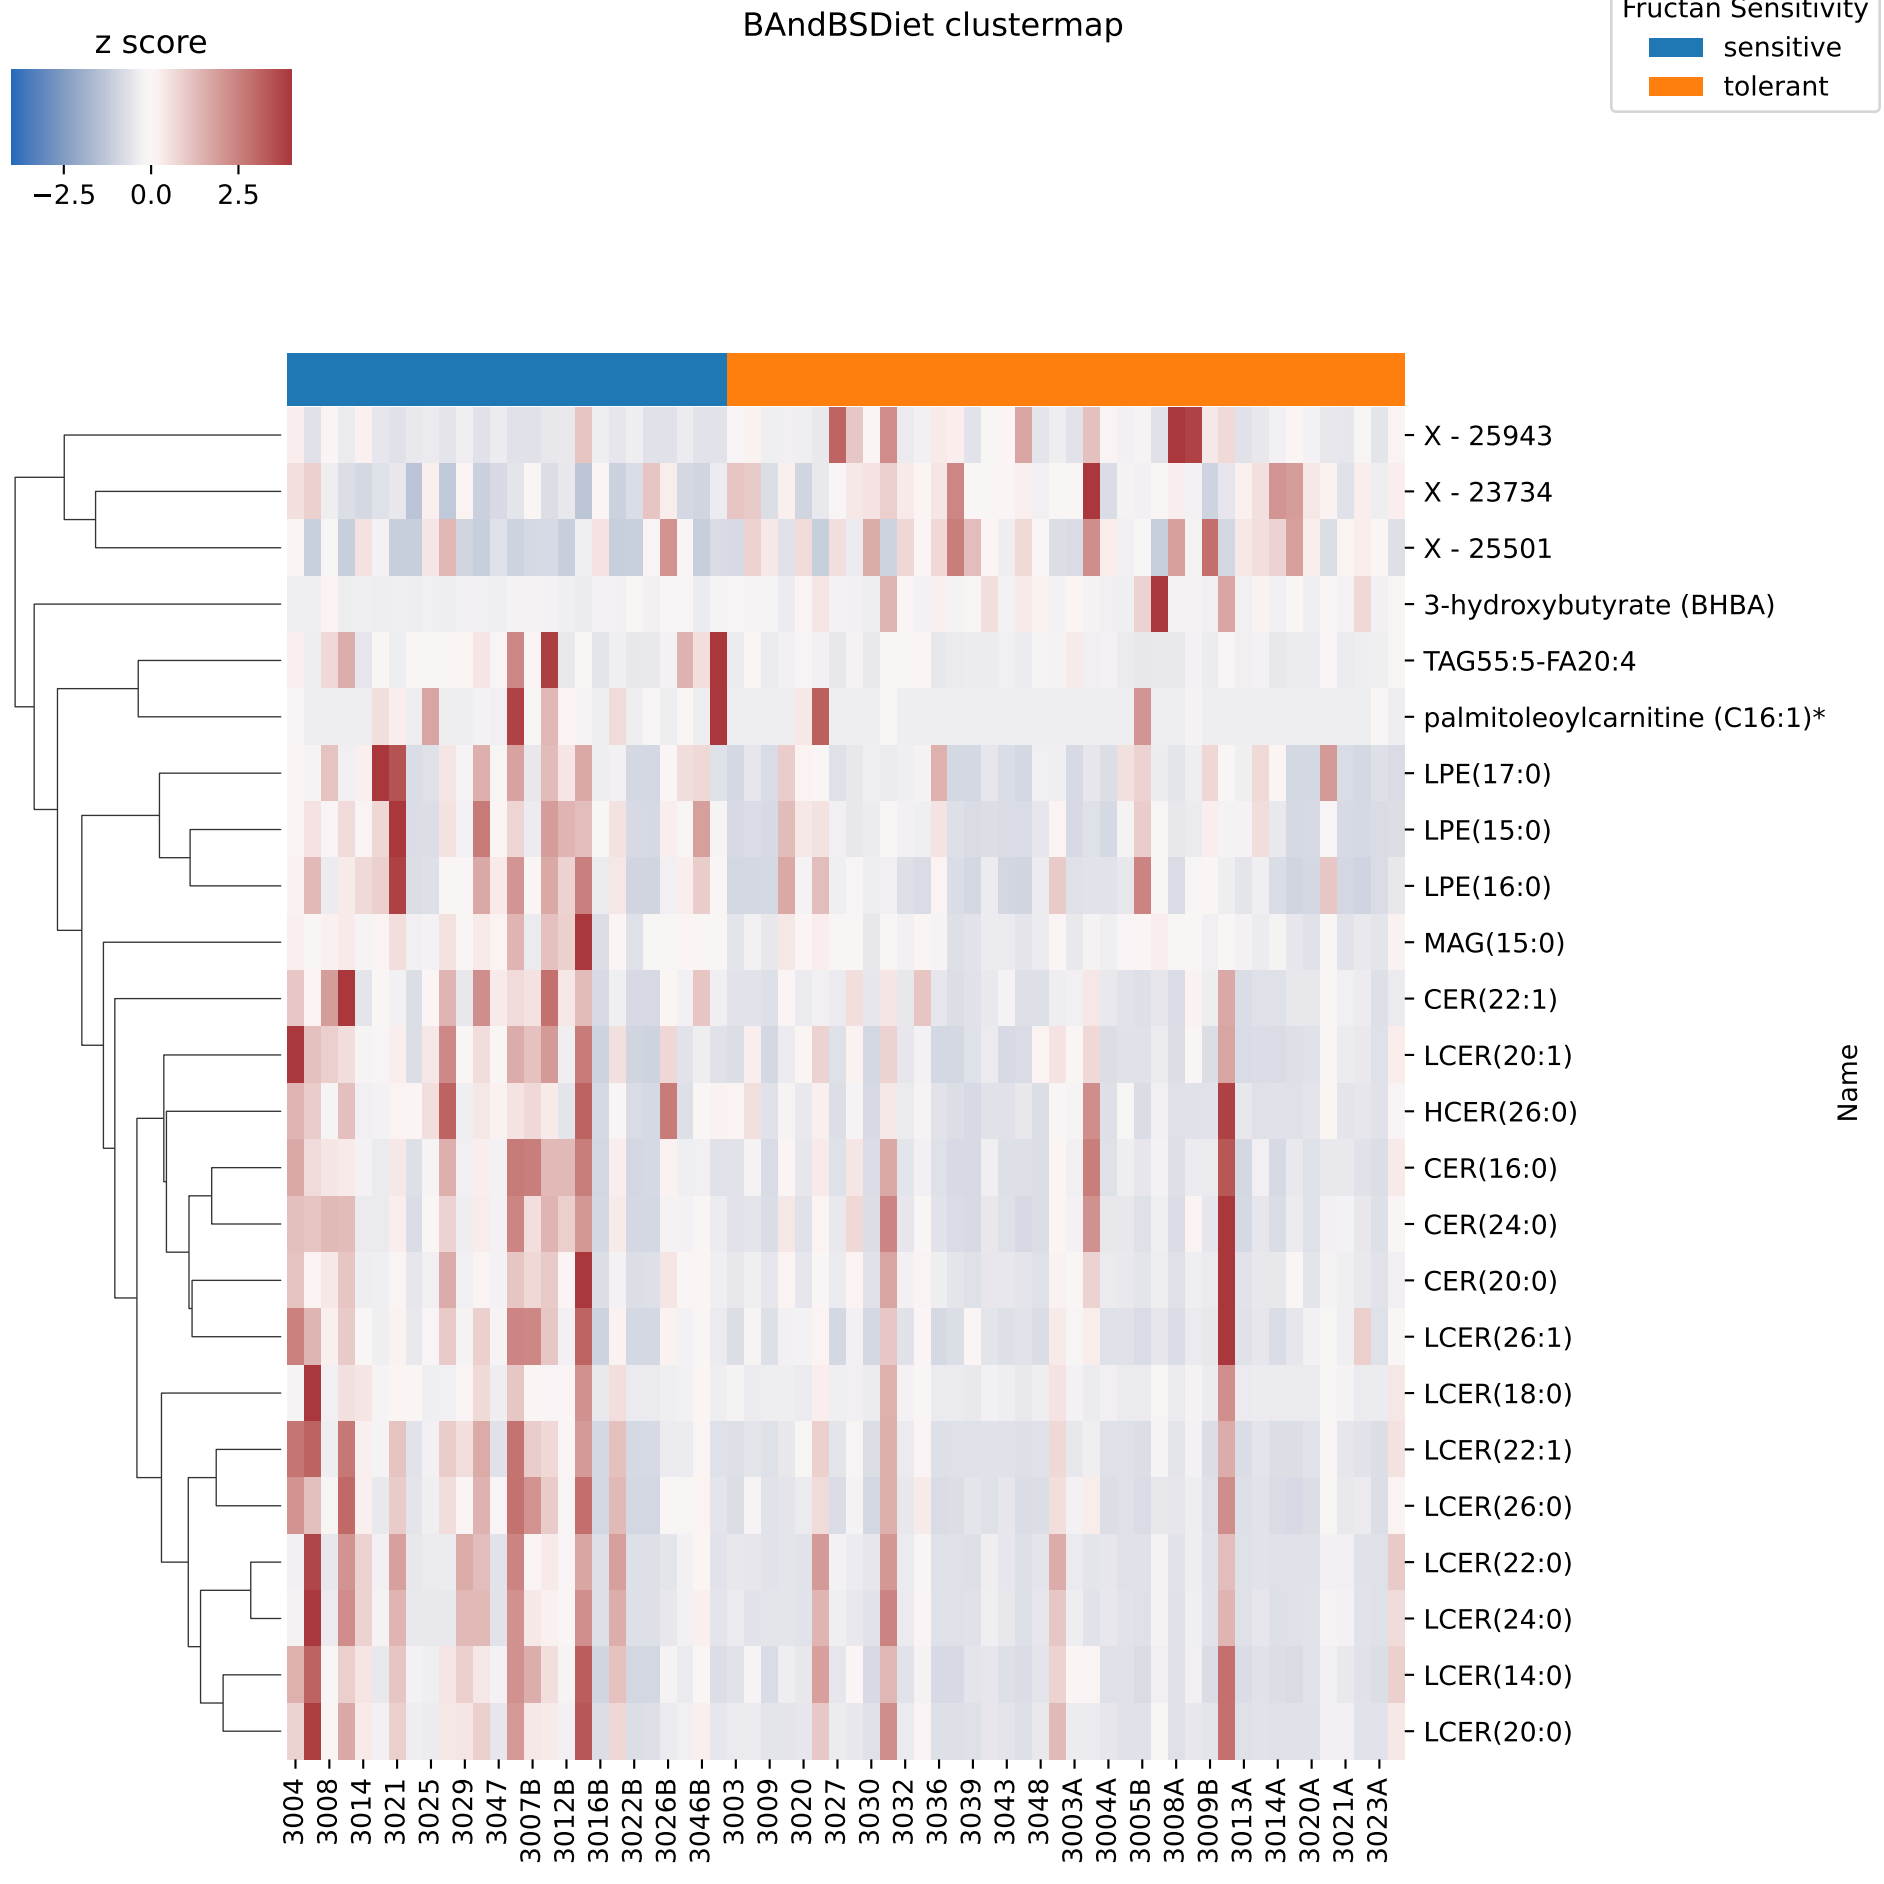 BAndBSDiet clustermap
z score
−2.5 0.0 2.5
Fructan Sensitivity
sensitive
tolerant
X - 25943
X - 23734
X - 25501
3-hydroxybutyrate (BHBA)
TAG55:5-FA20:4
palmitoleoylcarnitine (C16:1)*
LPE(17:0)
LPE(15:0)
LPE(16:0)
MAG(15:0)
CER(22:1)
LCER(20:1)
HCER(26:0)
CER(16:0)
CER(24:0)
CER(20:0)
LCER(26:1)
LCER(18:0)
LCER(22:1)
LCER(26:0)
LCER(22:0)
LCER(24:0)
LCER(14:0)
LCER(20:0)
Name
3004
3008
3014
3021
3025
3029
3047
3007B
3012B
3016B
3022B
3026B
3046B
3003
3009
3020
3027
3030
3032
3036
3039
3043
3048
3003A
3004A
3005B
3008A
3009B
3013A
3014A
3020A
3021A
3023A